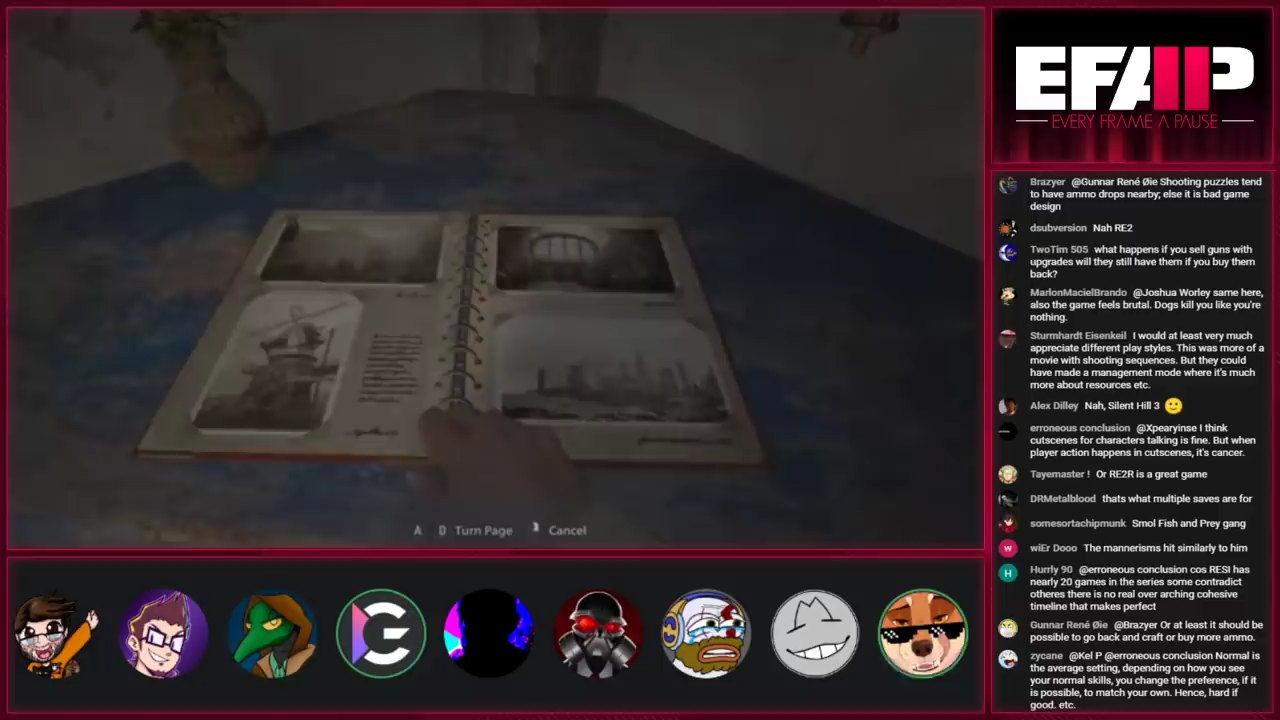 A D Turn Page Cancel
EFAP
EVERY FRAME A PAUSE
Brazyer @Gunnar René Øie Shooting puzzles tend
to have ammo drops nearby; else it is bad game
design
dsubversion Nah RE2
TwoTim 505 what happens if you sell guns with
upgrades will they still have them if you buy them
back?
MarlonMacielBrando @Joshua Worley same here,
also the game feels brutal. Dogs kill you like you're
nothing.
Sturmhardt Eisenkeil I would at least very much
appreciate different play styles. This was more of a
movie with shooting sequences. But they could
have made a management mode where it's much
more about resources etc.
Alex Dilley Nah, Silent Hill 3
erroneous conclusion @Xpearyinse I think
cutscenes for characters talking is fine. But when
player action happens in cutscenes, it's cancer.
Tayemaster ! Or RE2R is a great game
DRMetalblood thats what multiple saves are for
somesortachipmunk Smol Fish and Prey gang
W wiEr Dooo The mannerisms hit similarly to him
H Hurrly 90 @erroneous conclusion cos RESI has
nearly 20 games in the series some contradict
otheres there is no real over arching cohesive
timeline that makes perfect
Gunnar René Øie @Brazyer Or at least it should be
possible to go back and craft or buy more ammo.
zycane @Kel P @erroneous conclusion Normal is
the average setting, depending on how you see
your normal skills, you change the preference, if it
is possible, to match your own. Hence, hard if
good. etc.